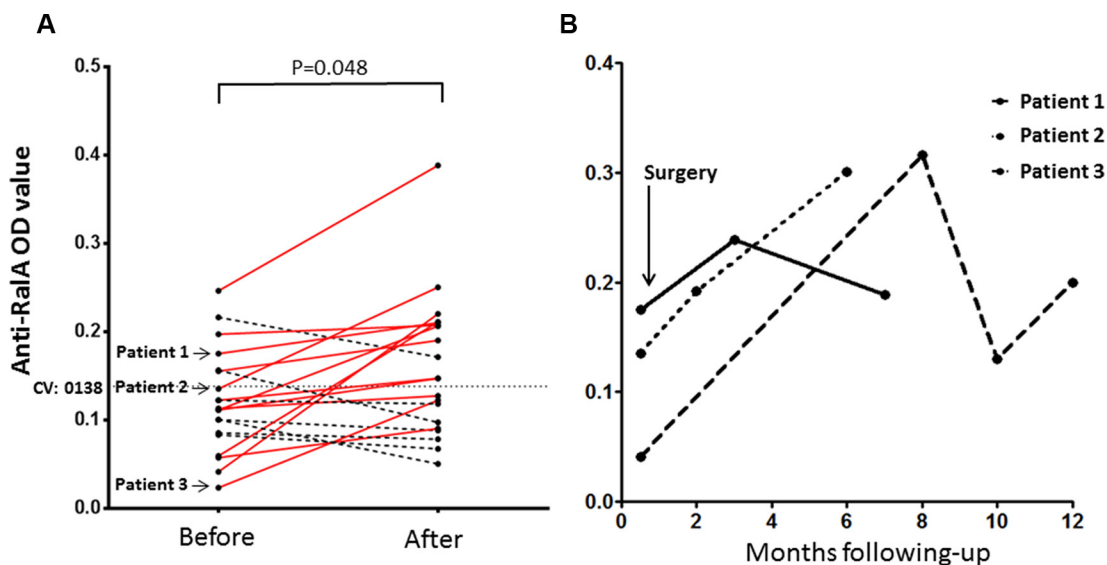 A
P=0.048
0.5
0.4
0.3
0.2
0.1
0.0
Anti-RalA OD value
Patient 1
CV: 0138
Patient 2
Patient 3
Before
After
B
0.4
0.3
0.2
0.1
0.0
Surgery
Patient 1
Patient 2
Patient 3
0 2 4 6 8 10 12
Months following-up